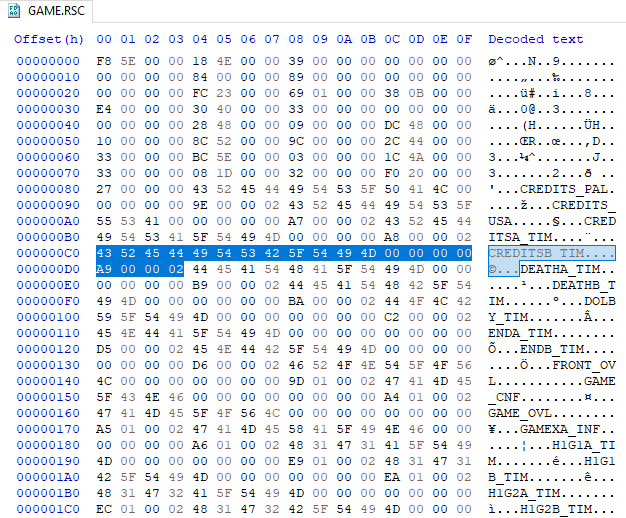 GAME.RSC
Offset(h) 00 01 02 03 04 05 06 07 08 09 0A 0B 0C 0D 0E 0F Decoded text
00000000 F8 5E 00 00 18 4E 00 00 39 00 00 00 00 00 00 00 ø^...N..9.......
00000010 00 00 00 00 84 00 00 00 89 00 00 00 00 00 00 00 ....„...‰.......
00000020 00 00 00 00 FC 23 00 00 69 01 00 00 38 0B 00 00 ....ü#..i...8...
00000030 E4 00 00 00 30 40 00 00 33 00 00 00 00 00 00 00 ä...0@..3.......
00000040 00 00 00 00 28 48 00 00 09 00 00 00 DC 48 00 00 ....(H......ÜH..
00000050 10 00 00 00 8C 52 00 00 9C 00 00 00 2C 44 00 00 ....ŒR..œ...,D..
00000060 33 00 00 00 BC 5E 00 00 03 00 00 00 1C 4A 00 00 3...¼^.......J..
00000070 33 00 00 00 08 1D 00 00 32 00 00 00 F0 20 00 00 3.......2...ð ..
00000080 27 00 00 00 43 52 45 44 49 54 53 5F 50 41 4C 00 '...CREDITS_PAL.
00000090 00 00 00 00 9E 00 00 02 43 52 45 44 49 54 53 5F ....ž...CREDITS_
000000A0 55 53 41 00 00 00 00 00 A7 00 00 02 43 52 45 44 USA.....§...CRED
000000B0 49 54 53 41 5F 54 49 4D 00 00 00 00 A8 00 00 02 ITSA_TIM....¨...
000000C0 43 52 45 44 49 54 53 42 5F 54 49 4D 00 00 00 00 CREDITSB_TIM....
000000D0 A9 00 00 02 44 45 41 54 48 41 5F 54 49 4D 00 00 ©...DEATHA_TIM..
000000E0 00 00 00 00 B9 00 00 02 44 45 41 54 48 42 5F 54 ....¹...DEATHB_T
000000F0 49 4D 00 00 00 00 00 00 BA 00 00 02 44 4F 4C 42 IM......º...DOLB
00000100 59 5F 54 49 4D 00 00 00 00 00 00 00 C2 00 00 02 Y_TIM.......Â...
00000110 45 4E 44 41 5F 54 49 4D 00 00 00 00 00 00 00 00 ENDA_TIM........
00000120 D5 00 00 02 45 4E 44 42 5F 54 49 4D 00 00 00 00 Õ...ENDB_TIM....
00000130 00 00 00 00 D6 00 00 02 46 52 4F 4E 54 5F 4F 56 ....Ö...FRONT_OV
00000140 4C 00 00 00 00 00 00 00 9D 01 00 02 47 41 4D 45 L...........GAME
00000150 5F 43 4E 46 00 00 00 00 00 00 00 00 A4 01 00 02 _CNF........¤...
00000160 47 41 4D 45 5F 4F 56 4C 00 00 00 00 00 00 00 00 GAME_OVL........
00000170 A5 01 00 02 47 41 4D 45 58 41 5F 49 4E 46 00 00 ¥...GAMEXA_INF..
00000180 00 00 00 00 A6 01 00 02 48 31 47 31 41 5F 54 49 ....¦...H1G1A_TI
00000190 4D 00 00 00 00 00 00 00 E9 01 00 02 48 31 47 31 M.......é...H1G1
000001A0 42 5F 54 49 4D 00 00 00 00 00 00 00 EA 01 00 02 B_TIM.......ê...
000001B0 48 31 47 32 41 5F 54 49 4D 00 00 00 00 00 00 00 H1G2A_TIM.......
000001C0 EC 01 00 02 48 31 47 32 42 5F 54 49 4D 00 00 00 ì...H1G2B_TIM...